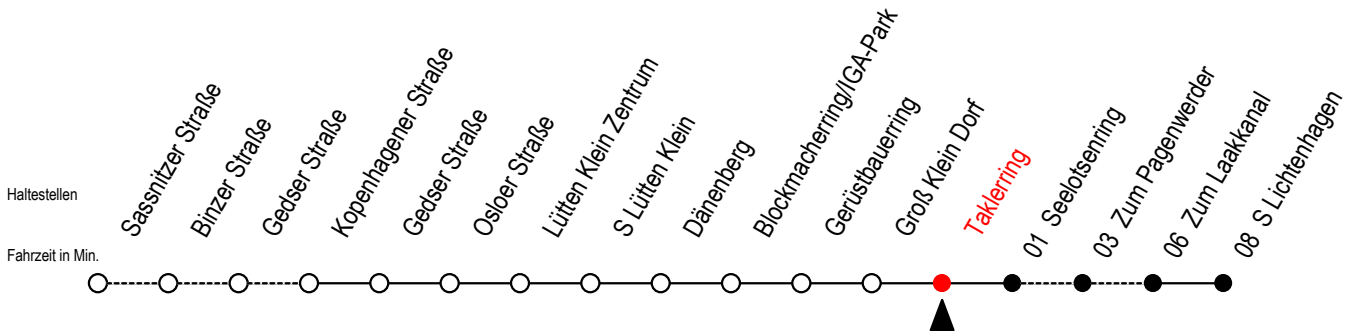 Haltestellen
Fahrzeit in Min.
Sassnitzer Straße
Binzer Straße
Gedser Straße
Kopenhagener Straße
Gedser Straße
Osloer Straße
Lütten Klein Zentrum
S Lütten Klein
Dänenberg
Blockmacherring/IGA-Park
Gerüstbauerring
Groß Klein Dorf
Taklerring
01 Seelotsenring
03 Zum Pagenwerder
06 Zum Laakkanal
08 S Lichtenhagen